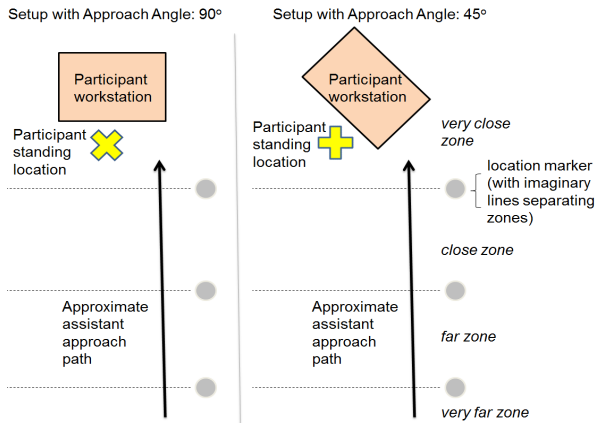 Setup with Approach Angle: 90º
Participant
workstation
Participant
standing
location
Approximate
assistant
approach
path
Setup with Approach Angle: 45º
Participant
workstation
Participant
standing
location
very close
zone
location marker
(with imaginary
lines separating
zones)
close zone
Approximate
assistant
approach
path
far zone
very far zone